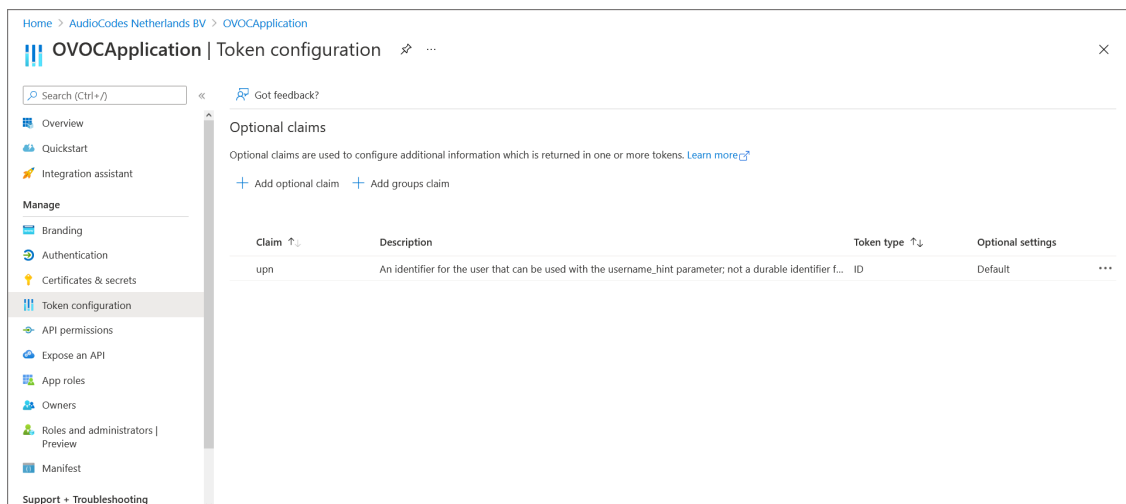 Home > AudioCodes Netherlands BV > OVOCApplication
OVOCApplication | Token configuration
Search (Ctrl+/)
Overview
Quickstart
Integration assistant
Manage
Branding
Authentication
Certificates & secrets
Token configuration
API permissions
Expose an API
App roles
Owners
Roles and administrators |
Preview
Manifest
Support + Troubleshooting
Got feedback?
Optional claims
Optional claims are used to configure additional information which is returned in one or more tokens. Learn more
Add optional claim Add groups claim
Claim Description Token type Optional settings
upn An identifier for the user that can be used with the username_hint parameter; not a durable identifier f... ID Default